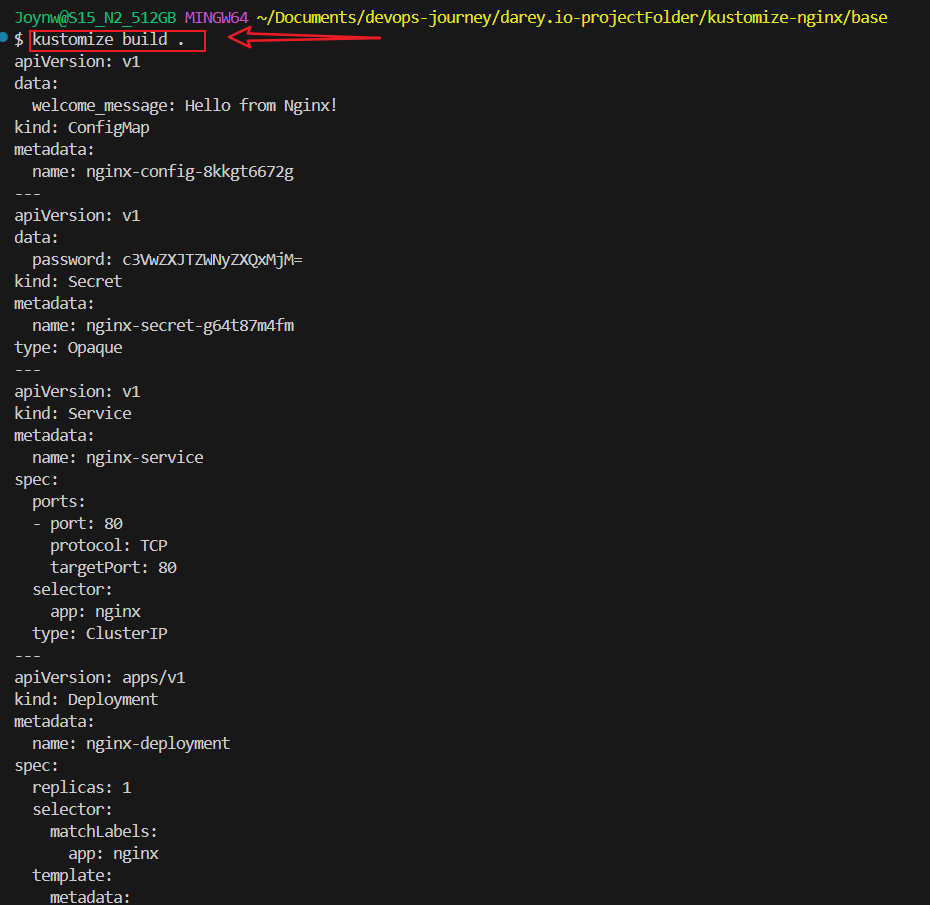 Joynw@S15_N2_512GB MINGW64 ~/Documents/devops-journey/darey.io-projectFolder/kustomize-nginx/base
$ kustomize build .
apiVersion: v1
data:
  welcome_message: Hello from Nginx!
kind: ConfigMap
metadata:
  name: nginx-config-8kkgt6672g
---
apiVersion: v1
data:
  password: c3VwZXJTZWNyZXQxMjM=
kind: Secret
metadata:
  name: nginx-secret-g64t87m4fm
type: Opaque
---
apiVersion: v1
kind: Service
metadata:
  name: nginx-service
spec:
  ports:
  - port: 80
    protocol: TCP
    targetPort: 80
  selector:
    app: nginx
  type: ClusterIP
---
apiVersion: apps/v1
kind: Deployment
metadata:
  name: nginx-deployment
spec:
  replicas: 1
  selector:
    matchLabels:
      app: nginx
  template:
    metadata: